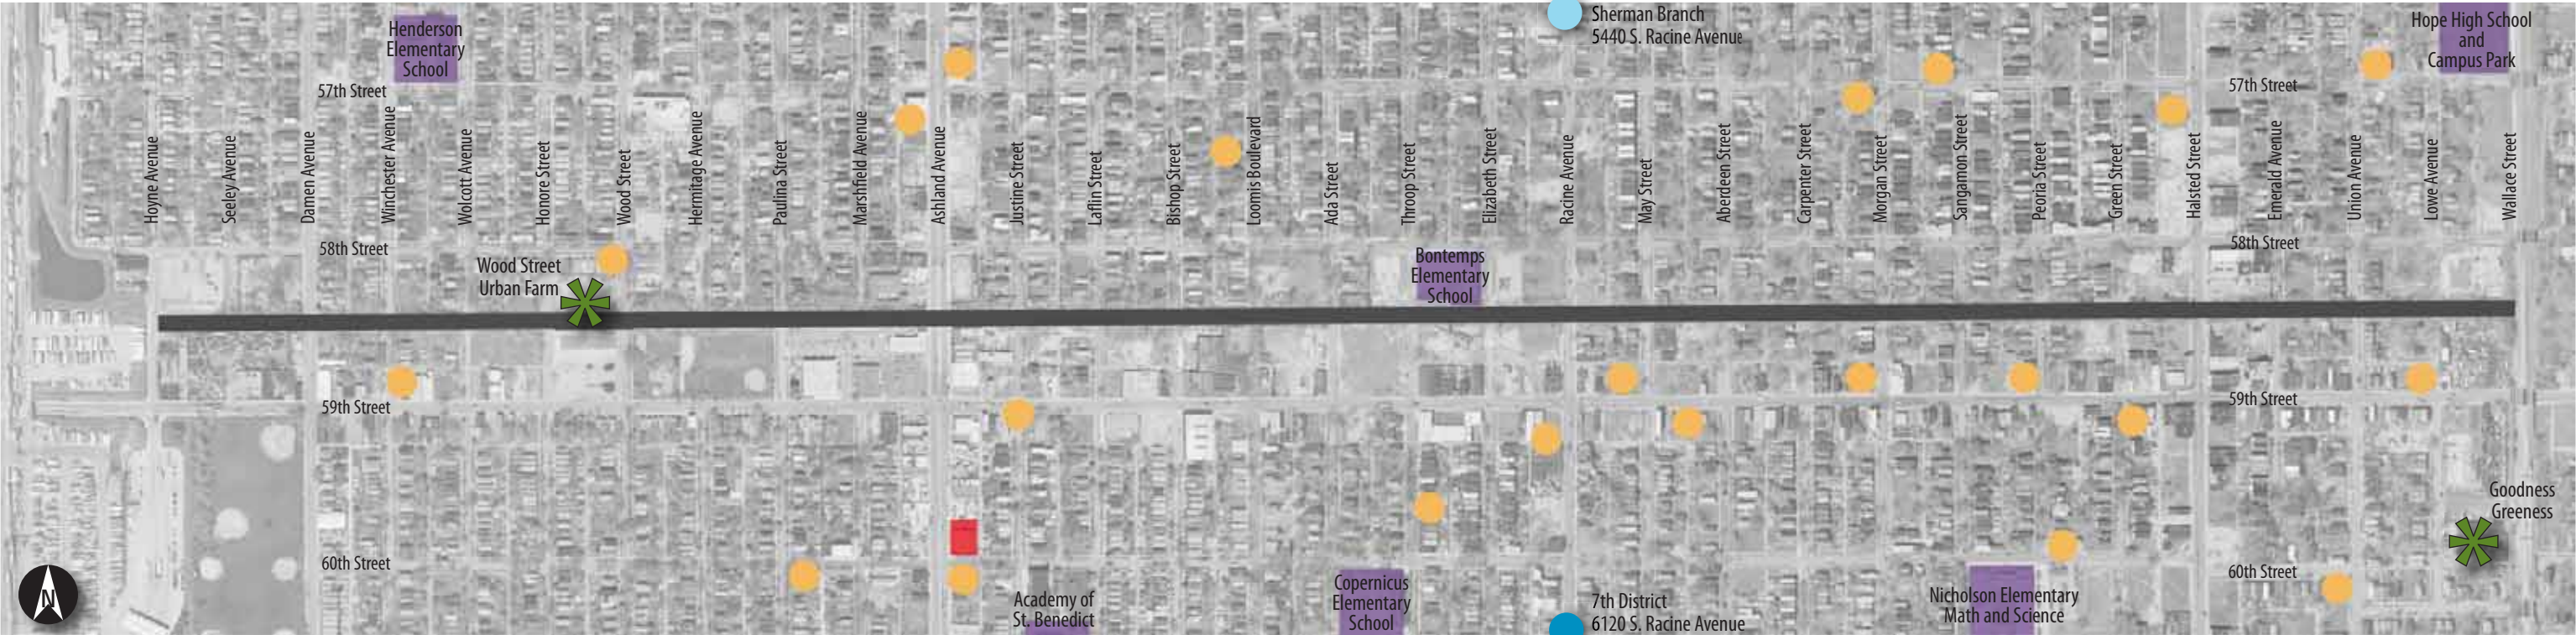 Henderson
Elementary
School
Sherman Branch
5440 S. Racine Avenue
Hope High School
and
Campus Park
57th Street
57th Street
Hoyne Avenue
Seeley Avenue
Damen Avenue
Winchester Avenue
Wolcott Avenue
Honore Street
Wood Street
Hermitage Avenue
Paulina Street
Marshfield Avenue
Ashland Avenue
Justine Street
Laflin Street
Bishop Street
Loomis Boulevard
Ada Street
Throop Street
Elizabeth Street
Racine Avenue
May Street
Aberdeen Street
Carpenter Street
Morgan Street
Sangamon Street
Peoria Street
Green Street
Halsted Street
Emerald Avenue
Union Avenue
Lowe Avenue
Wallace Street
58th Street
58th Street
Wood Street
Urban Farm
Bontemps
Elementary
School
59th Street
59th Street
Goodness
Greeness
60th Street
60th Street
N
Academy of
St. Benedict
Copernicus
Elementary
School
7th District
6120 S. Racine Avenue
Nicholson Elementary
Math and Science